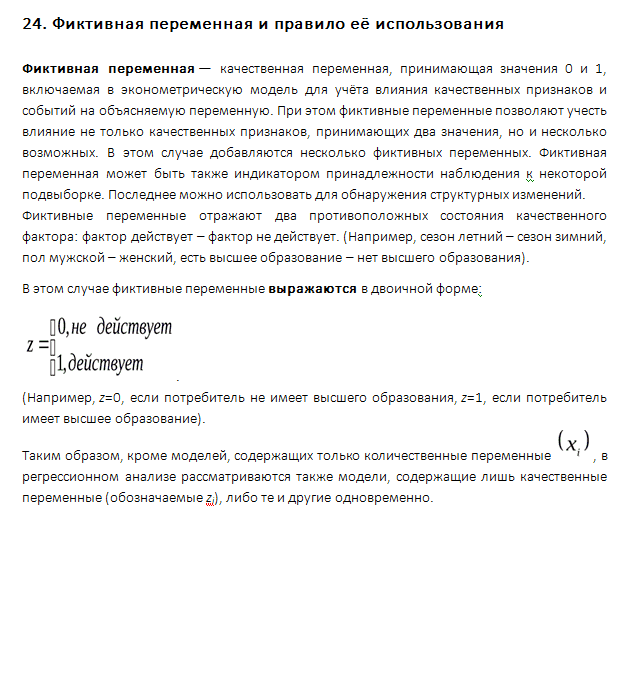 24. Фиктивная переменная и правило её использования
Фиктивная переменная — качественная переменная, принимающая значения 0 и 1,
включаемая в эконометрическую модель для учёта влияния качественных признаков и
событий на объясняемую переменную. При этом фиктивные переменные позволяют учесть
влияние не только качественных признаков, принимающих два значения, но и несколько
возможных. В этом случае добавляются несколько фиктивных переменных. Фиктивная
переменная может быть также индикатором принадлежности наблюдения к некоторой
подвыборке. Последнее можно использовать для обнаружения структурных изменений.
Фиктивные переменные отражают два противоположных состояния качественного
фактора: фактор действует – фактор не действует. (Например, сезон летний – сезон зимний,
пол мужской – женский, есть высшее образование – нет высшего образования).
В этом случае фиктивные переменные выражаются в двоичной форме:
z = 0, не действует
1, действует
.
(Например, z=0, если потребитель не имеет высшего образования, z=1, если потребитель
имеет высшее образование).
Таким образом, кроме моделей, содержащих только количественные переменные (xi), в
регрессионном анализе рассматриваются также модели, содержащие лишь качественные
переменные (обозначаемые zi), либо те и другие одновременно.